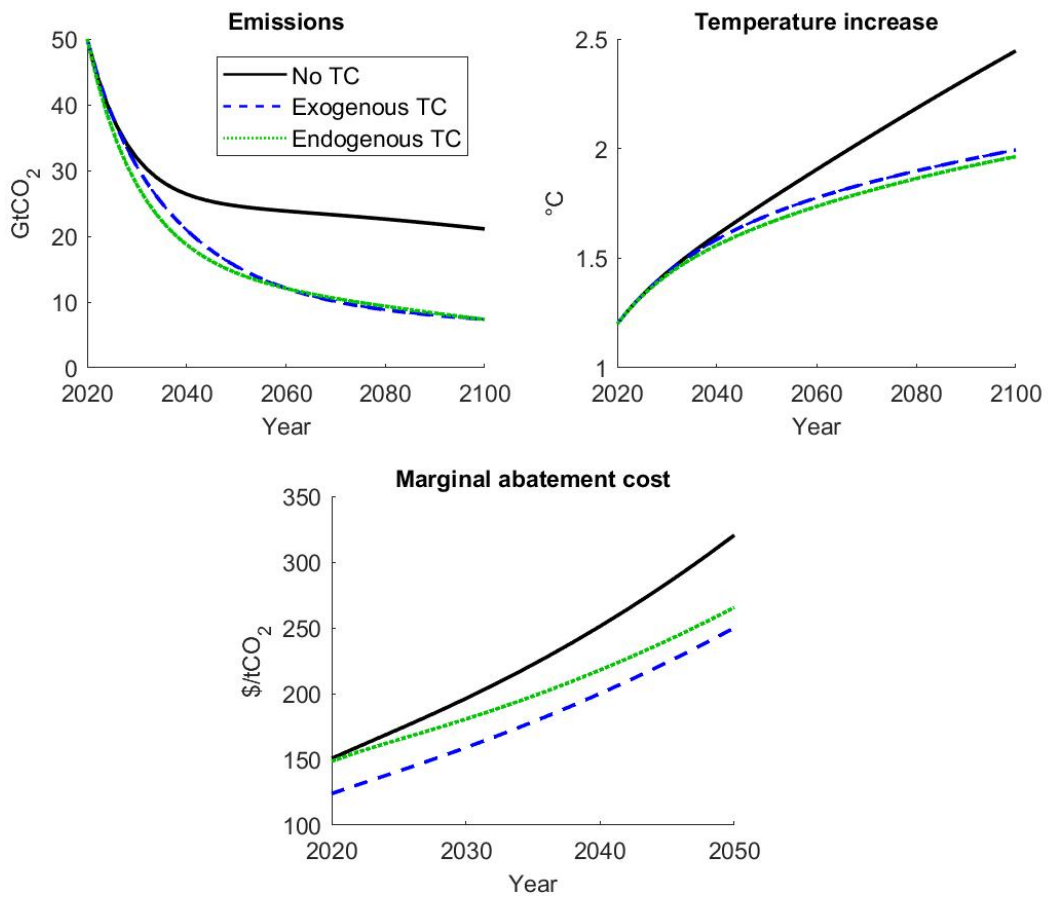 Emissions
50
40
30
20
10
0
GtCO2
2020 2040 2060 2080 2100
Year
No TC
Exogenous TC
Endogenous TC
Temperature increase
2.5
2
1.5
1
°C
2020 2040 2060 2080 2100
Year
Marginal abatement cost
350
300
250
200
150
100
$/tCO2
2020 2030 2040 2050
Year